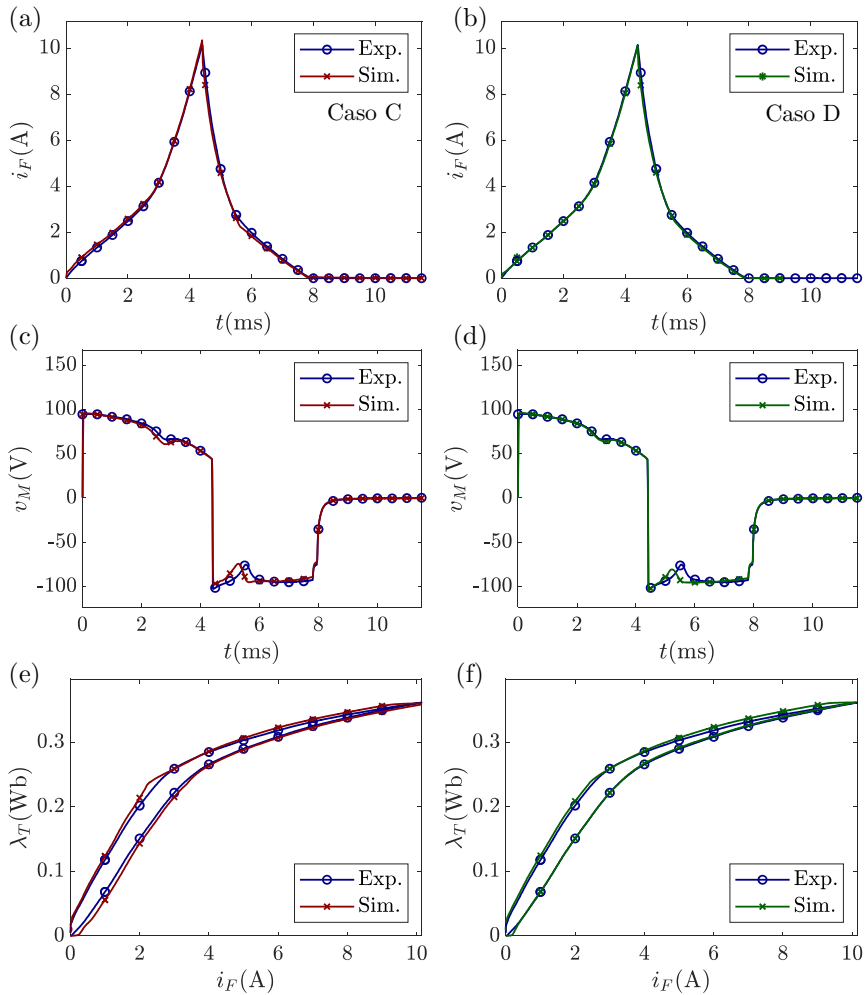 (a)
10
8
6
4
2
0
i_F(A)
0 2 4 6 8 10
t(ms)
Exp.
Sim.
Caso C
(b)
10
8
6
4
2
0
i_F(A)
0 2 4 6 8 10
t(ms)
Exp.
Sim.
Caso D
(c)
150
100
50
0
-50
-100
v_M(V)
0 2 4 6 8 10
t(ms)
Exp.
Sim.
(d)
150
100
50
0
-50
-100
v_M(V)
0 2 4 6 8 10
t(ms)
Exp.
Sim.
(e)
0.3
0.2
0.1
0
λ_T(Wb)
0 2 4 6 8 10
i_F(A)
Exp.
Sim.
(f)
0.3
0.2
0.1
0
λ_T(Wb)
0 2 4 6 8 10
i_F(A)
Exp.
Sim.